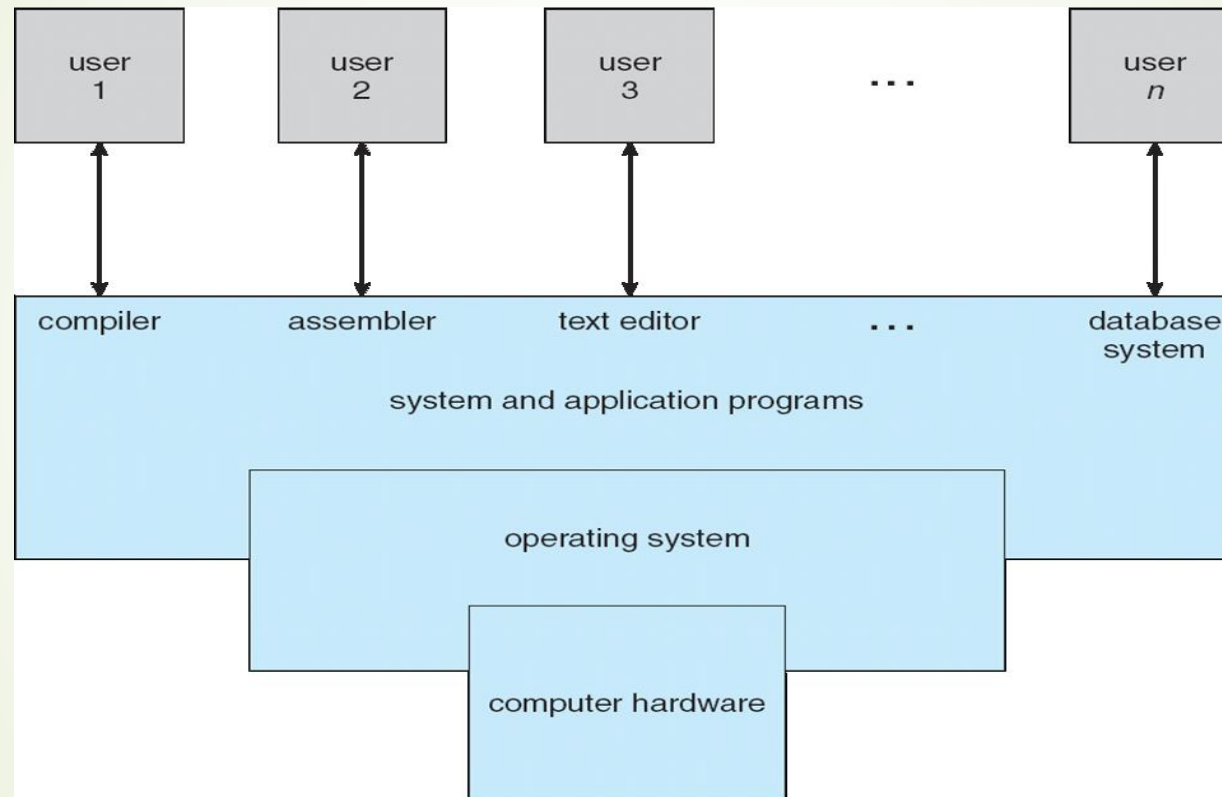 user
1
user
2
user
3
...
user
n
compiler
assembler
text editor
...
database
system
system and application programs
operating system
computer hardware